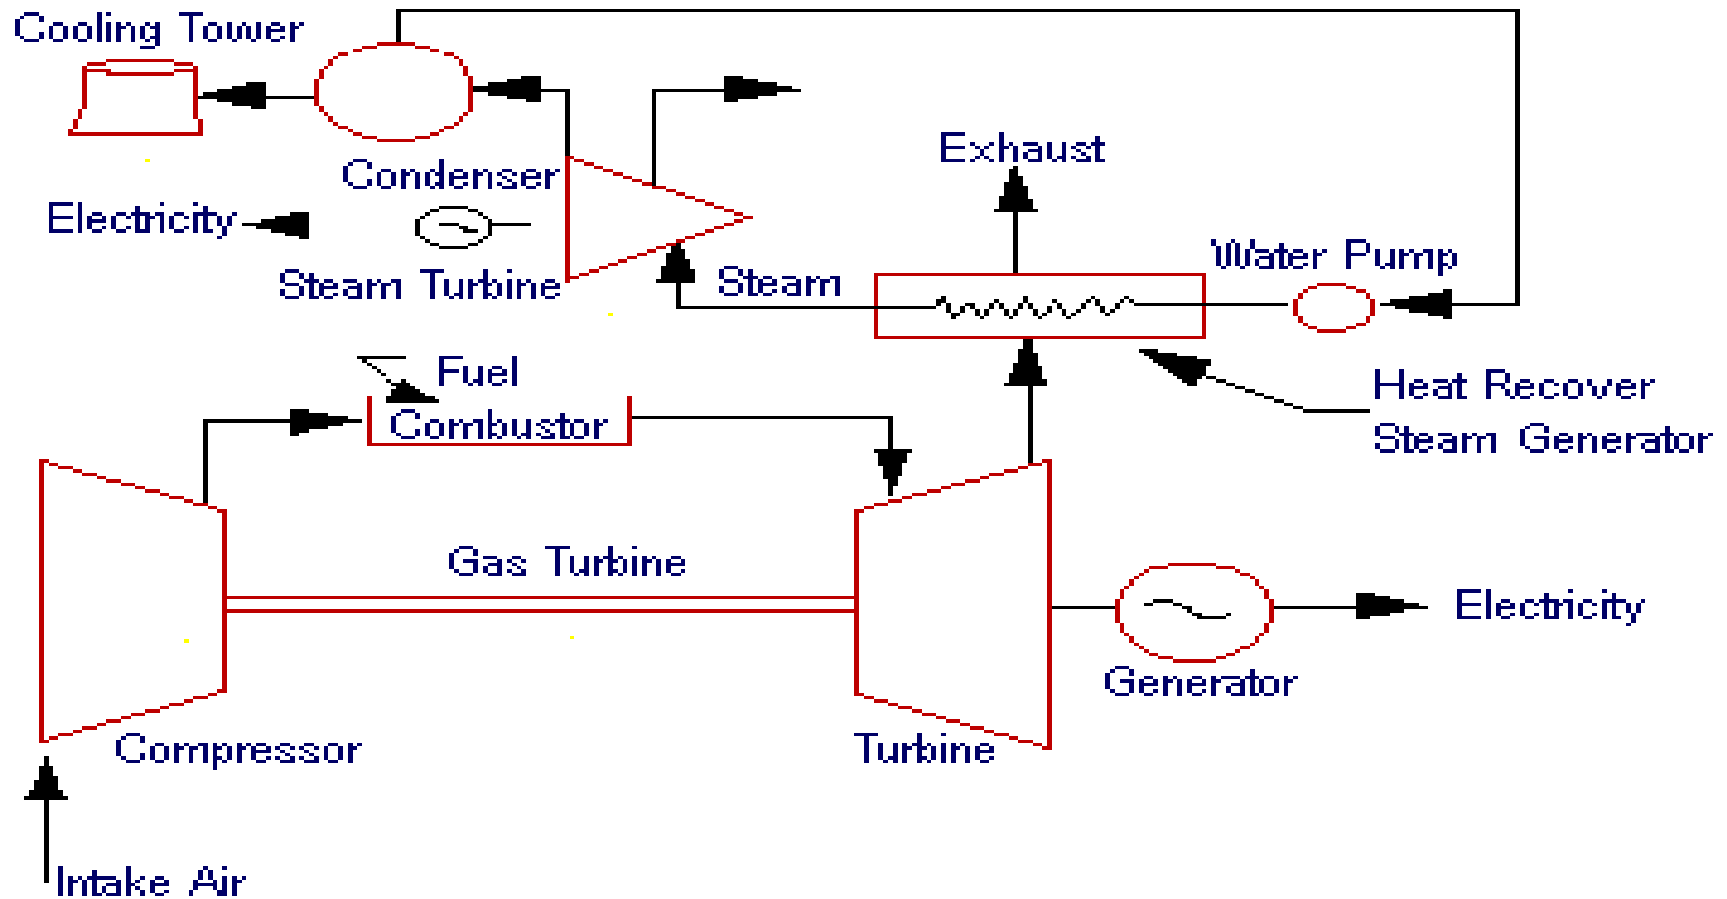 Cooling Tower
Condenser
Exhaust
Electricity
Water Pump
Steam Turbine
Steam
Fuel
Heat Recover
Steam Generator
Combustor
Gas Turbine
Electricity
Generator
Compressor
Turbine
Intake Air